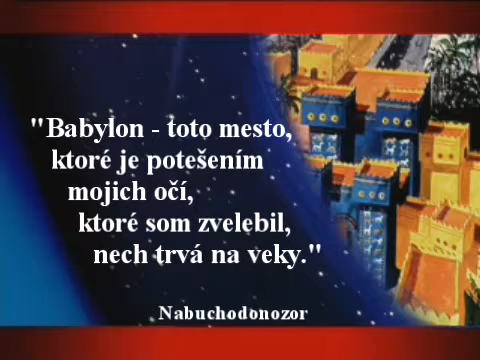 "Babylon - toto mesto,
ktoré je potešením
mojich očí,
ktoré som zvelebil,
nech trvá na veky."
Nabuchodonozor